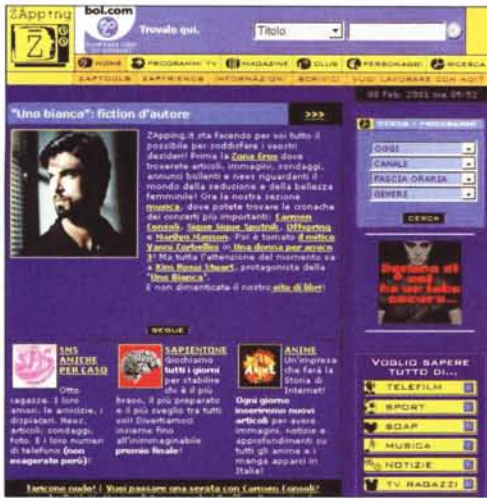 ZApping
bol.com
Trovalo qui.
Titolo
HOME
PROGRAMMI TV
MAGAZINE
CLUB
PERSONAGGI
RICERCA
ZAPTOOLS ZAPFRIENDS INFORMAZIONI SCRIVICI VUOI LAVORARE CON NOI?
"Uno bianca": fiction d'autore
>>>
ZApping.it sta facendo per voi tutto il
possibile per soddisfare i vostri
desideri! Prima la Zona Eros dove
troverete articoli, immagini, sondaggi,
annunci bollenti e news riguardanti il
mondo della seduzione e della bellezza
femminile! Ora la nostra sezione
musica, dove potete trovare le cronache
dei concerti più importanti: Carmen
Consoli, Sigue Sigue Sputnik, Offspring
e Marilyn Manson. Poi è tornato il mitico
Vanni Corbellini in Una donna per amico
3! Ma tutta l'attenzione del momento va
a Kim Rossi Stuart, protagonista della
"Uno Bianca".
E non dimenticate il nostro sito di libri!
SEGUE
CERCA I PROGRAMMI
OGGI
CANALE
FASCIA ORARIA
GENERE
CERCA
Ognuno di
noi
ha un lato
oscuro...
SMS
AMICHE
PER CASO
Otto
ragazze. I loro
amori, le amicizie, i
dispiaceri. News,
articoli, sondaggi,
foto. E i loro numeri
di telefono (non
esagerate però)!
SAPIENTONE
Giochiamo
tutti i giorni
per stabilire
chi è il più
bravo, il più preparato
e il più sveglio tra tutti
voi! Divertiamoci
insieme fino
all'inimmaginabile
premio finale!
ANIME
Un'impresa
che farà la
Storia di
Internet!
Ogni giorno
inseriremo nuovi
articoli per avere
immagini, notizie e
approfondimenti su
tutti gli anime e i
manga apparsi in
Italia!
VOGLIO SAPERE
TUTTO DI...
TELEFILM
SPORT
SOAP
MUSICA
NOTIZIE
TV RAGAZZI
Taricone nudo! | Vuoi passare una serata con Carmen Consoli?